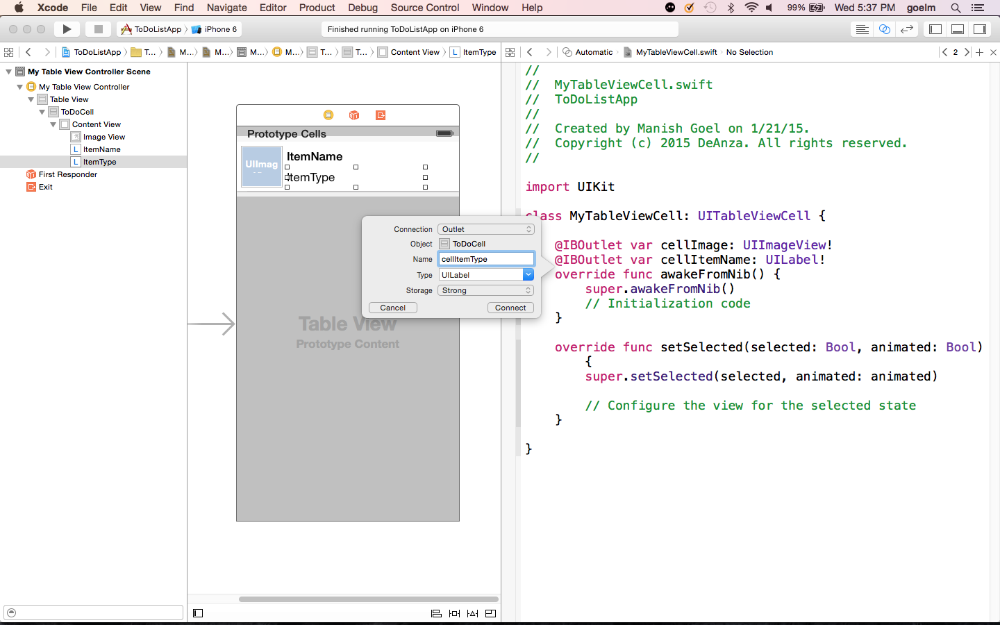 Xcode File Edit View Find Navigate Editor Product Debug Source Control Window Help 99% Wed 5:37 PM goelm
ToDoListApp iPhone 6 Finished running ToDoListApp on iPhone 6
ToDoListApp T... M... M... M... M... T... T... Content View L ItemType Automatic MyTableViewCell.swift No Selection 2
My Table View Controller Scene
My Table View Controller
Table View
ToDoCell
Content View
Image View
L ItemName
L ItemType
First Responder
Exit
Prototype Cells
UIImag
ItemName
ItemType
Table View
Prototype Content
Connection Outlet
Object ToDoCell
Name cellItemType
Type UILabel
Storage Strong
Cancel Connect
//
// MyTableViewCell.swift
// ToDoListApp
//
// Created by Manish Goel on 1/21/15.
// Copyright (c) 2015 DeAnza. All rights reserved.
//
import UIKit
class MyTableViewCell: UITableViewCell {
@IBOutlet var cellImage: UIImageView!
@IBOutlet var cellItemName: UILabel!
override func awakeFromNib() {
super.awakeFromNib()
// Initialization code
}
override func setSelected(selected: Bool, animated: Bool)
{
super.setSelected(selected, animated: animated)
// Configure the view for the selected state
}
}